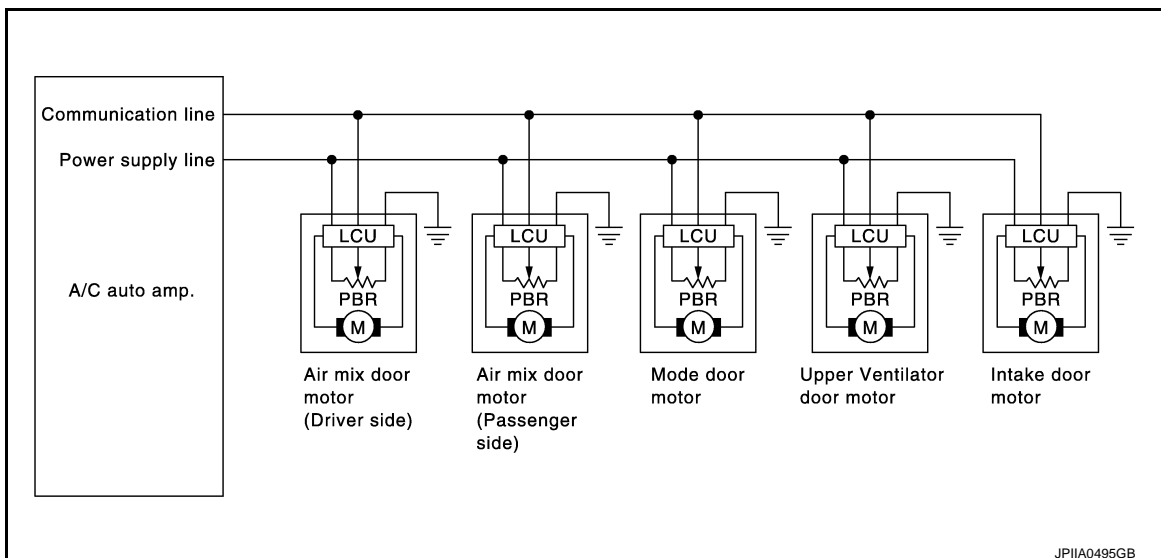 Communication line
Power supply line
A/C auto amp.
LCU
PBR
M
Air mix door
motor
(Driver side)
LCU
PBR
M
Air mix door
motor
(Passenger
side)
LCU
PBR
M
Mode door
motor
LCU
PBR
M
Upper Ventilator
door motor
LCU
PBR
M
Intake door
motor
JPIIA0495GB